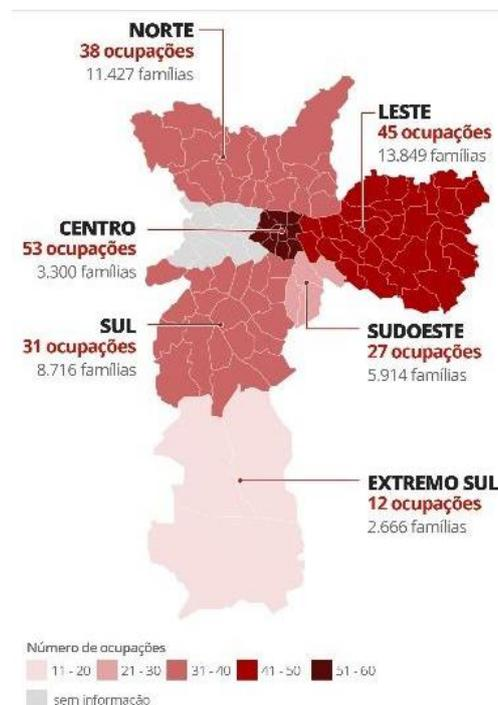 NORTE
38 ocupações
11.427 famílias
LESTE
45 ocupações
13.849 famílias
CENTRO
53 ocupações
3.300 famílias
SUL
31 ocupações
8.716 famílias
SUDOESTE
27 ocupações
5.914 famílias
EXTREMO SUL
12 ocupações
2.666 famílias
Número de ocupações
11 - 20 21 - 30 31 - 40 41 - 50 51 - 60
sem informação